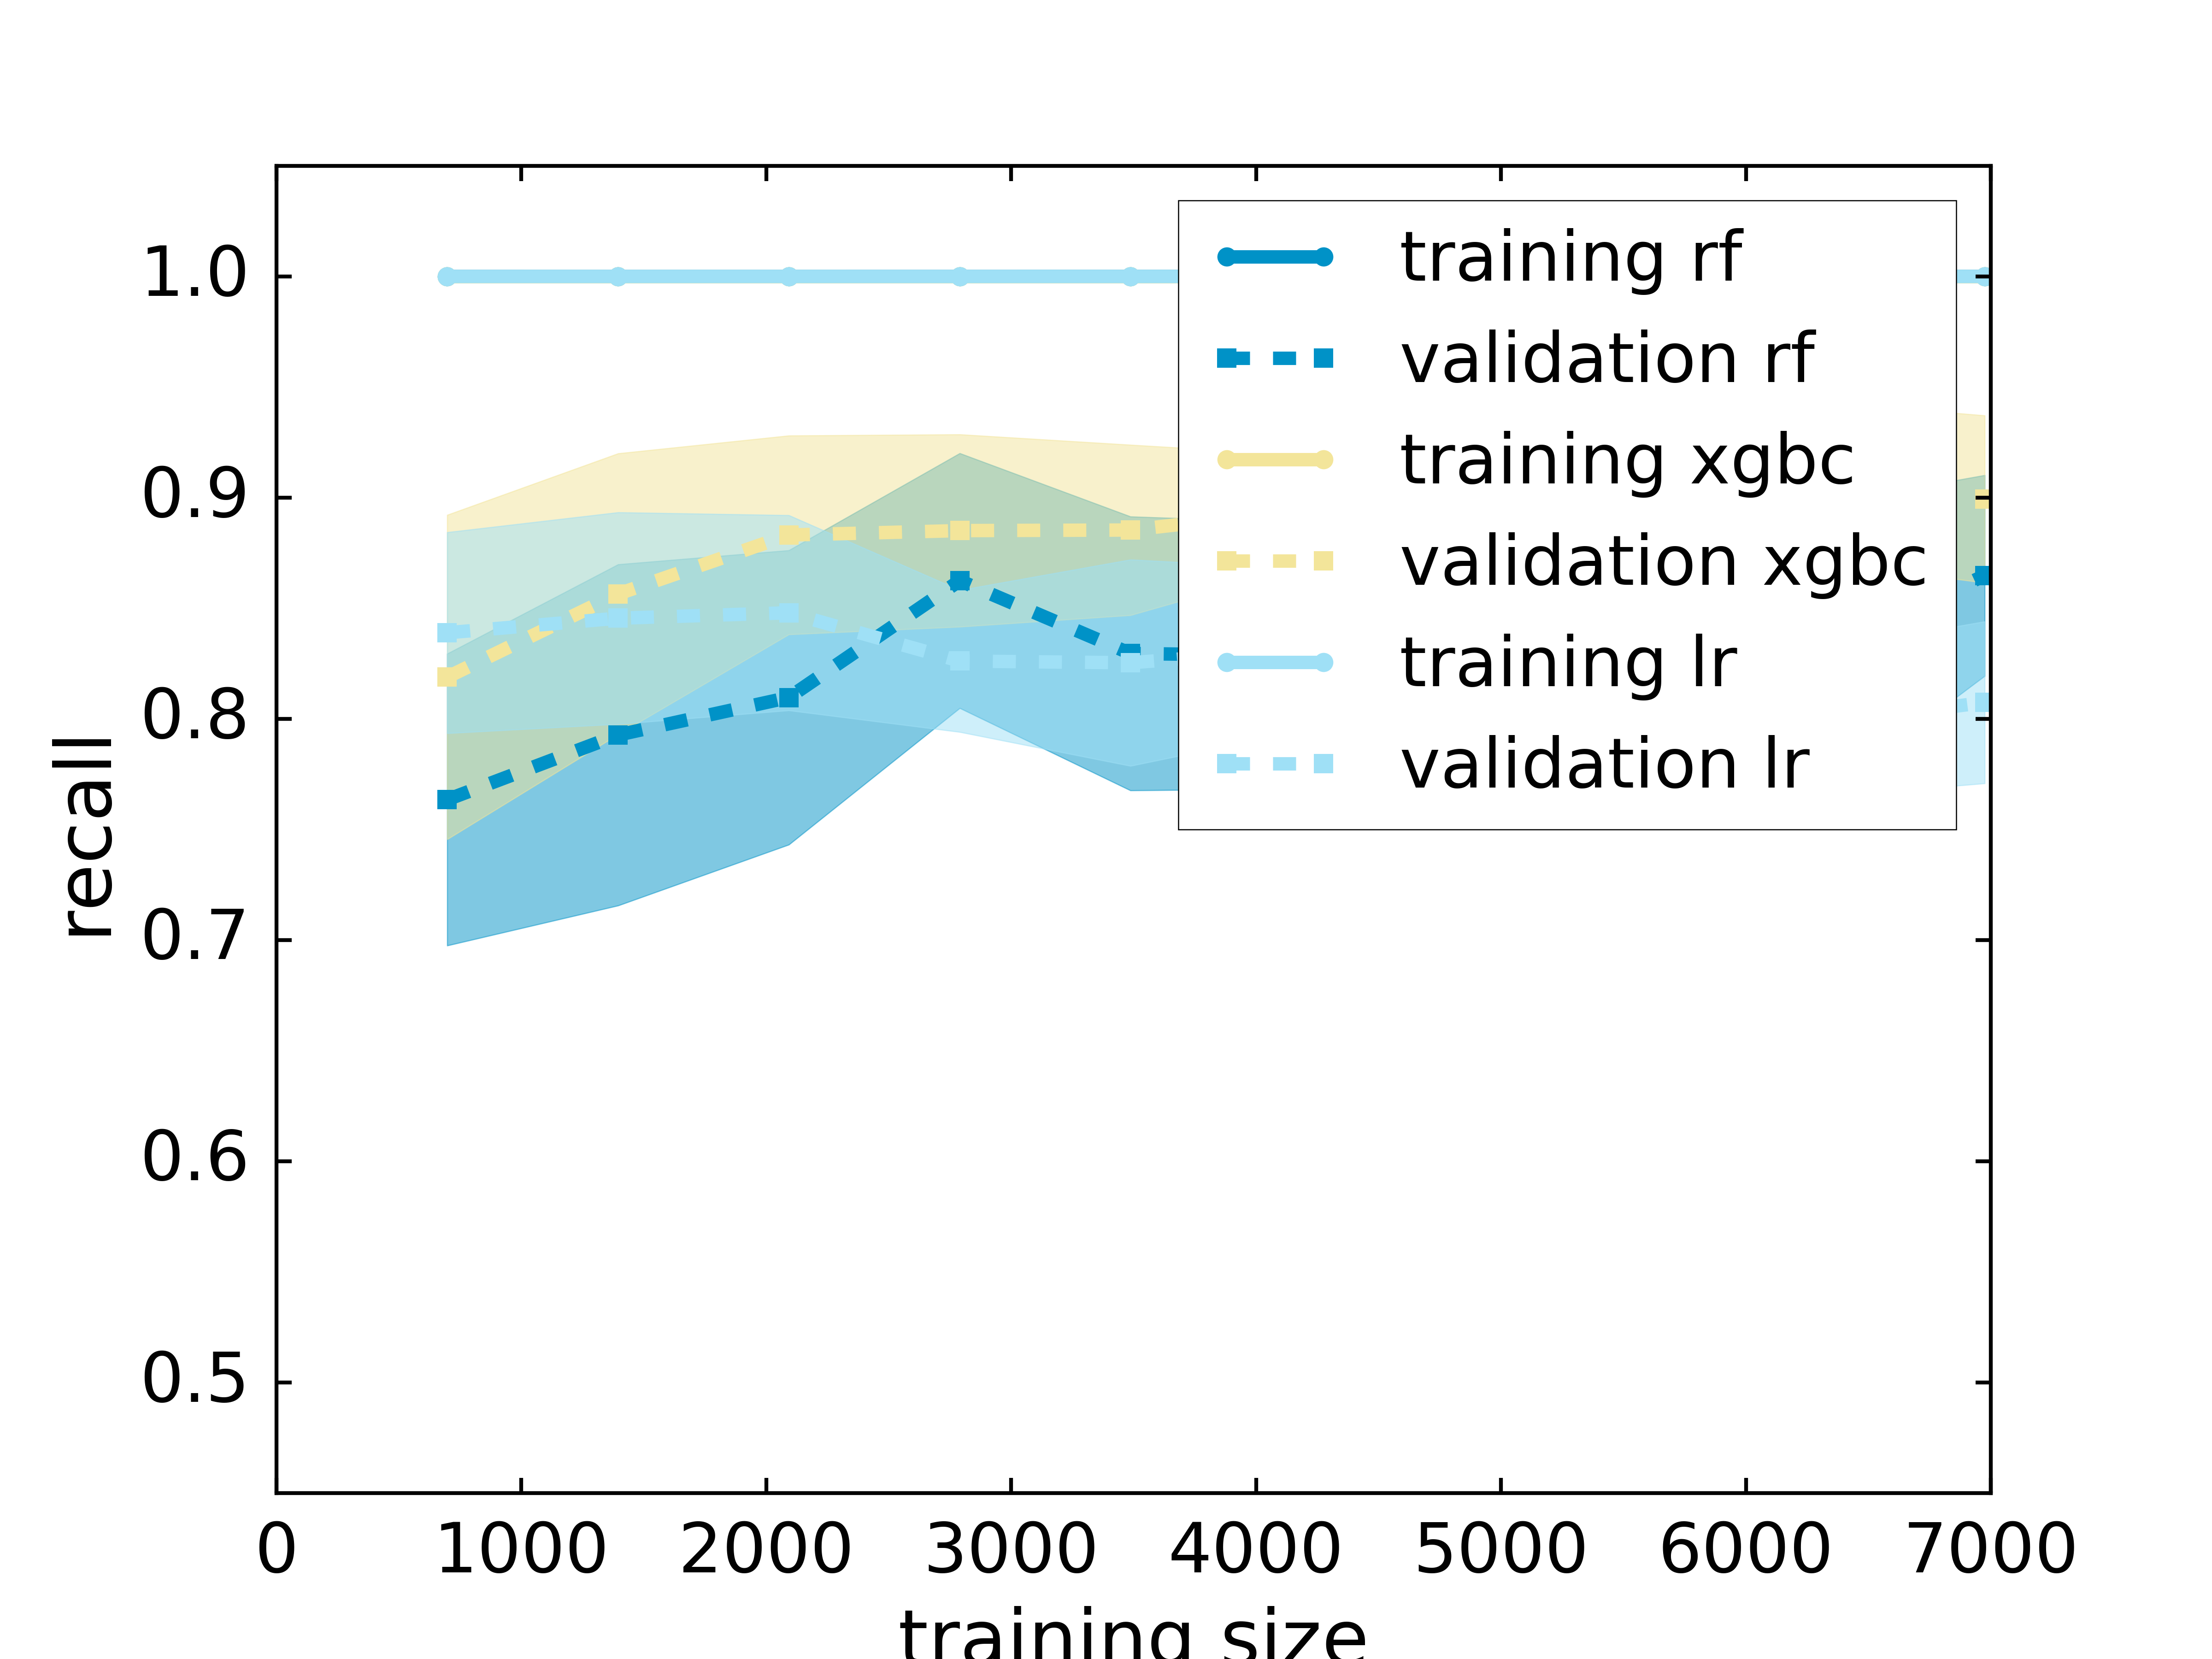 training rf
validation rf
training xgbc
validation xgbc
training lr
validation lr
1.0
0.9
0.8
0.7
0.6
0.5
recall
0 1000 2000 3000 4000 5000 6000 7000
training size